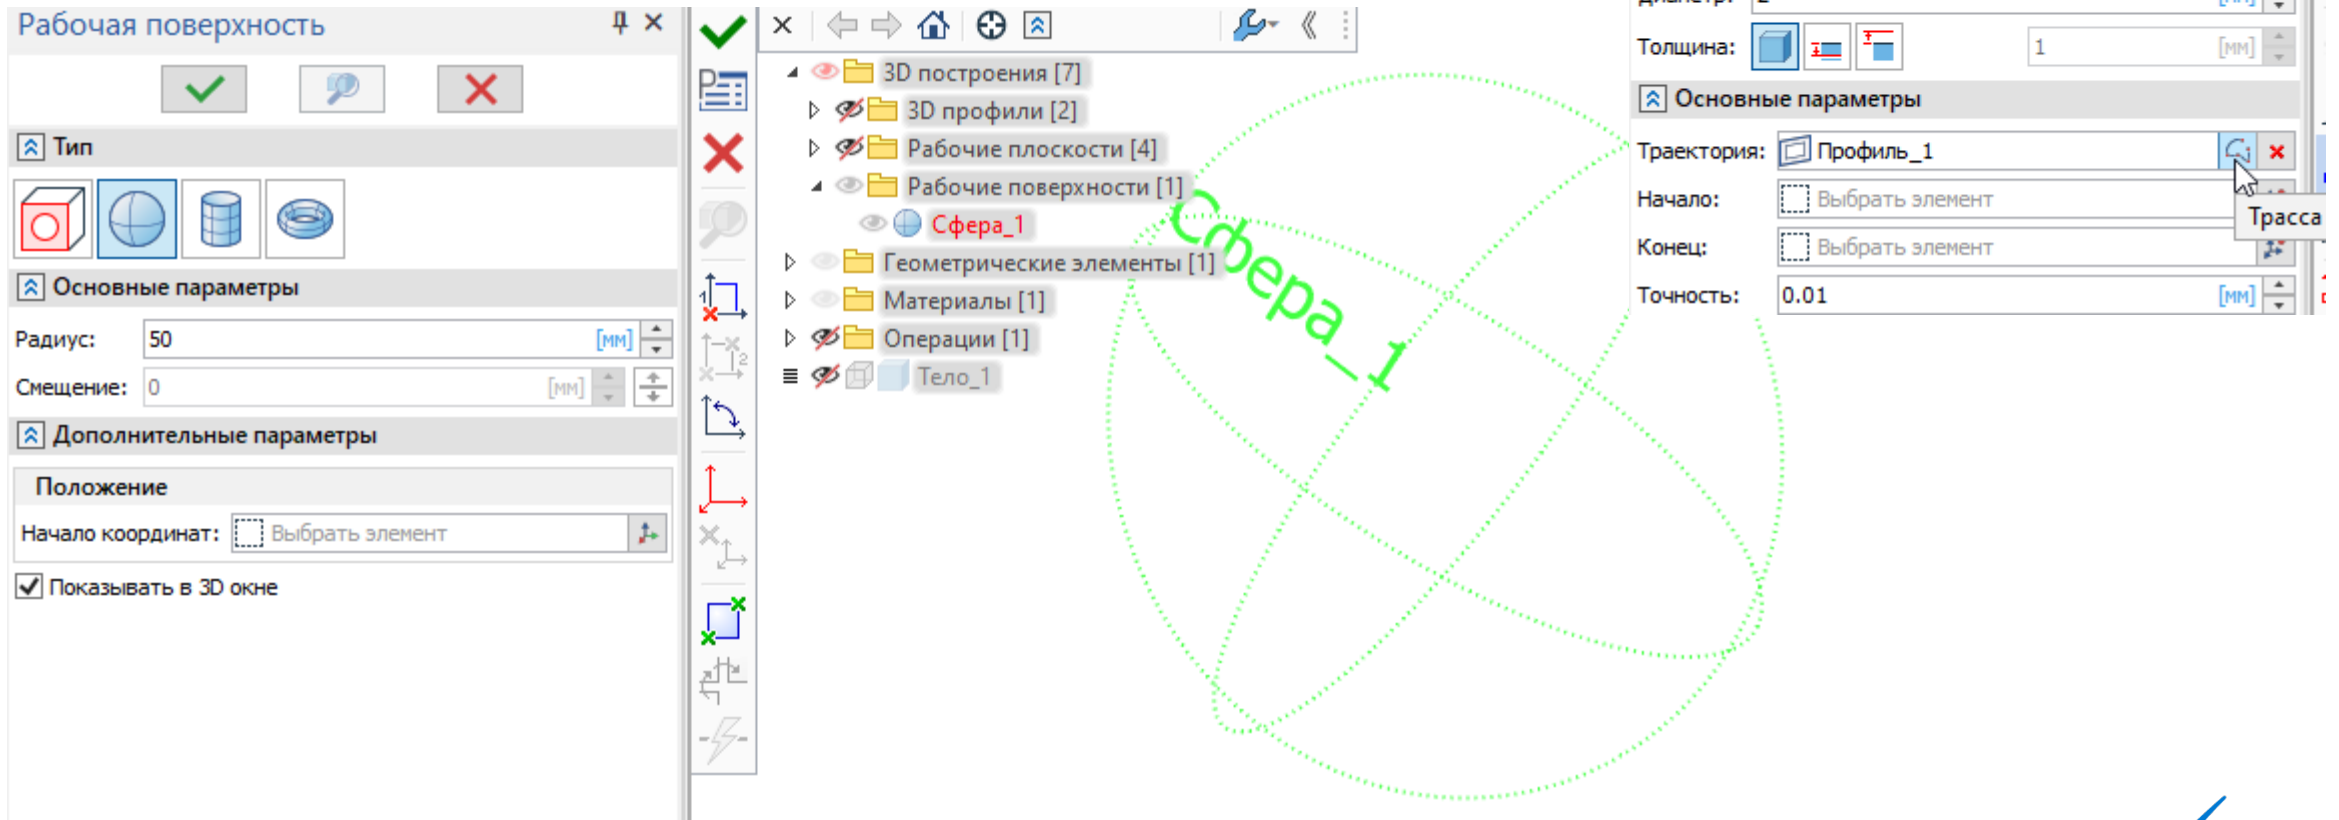 Рабочая поверхность
Тип
Основные параметры
Радиус: 50 [мм]
Смещение: 0 [мм]
Дополнительные параметры
Положение
Начало координат: Выбрать элемент
Показывать в 3D окне
3D построения [7]
3D профили [2]
Рабочие плоскости [4]
Рабочие поверхности [1]
Сфера_1
Геометрические элементы [1]
Материалы [1]
Операции [1]
Тело_1
Сфера_1
Толщина: 1 [мм]
Основные параметры
Траектория: Профиль_1
Начало: Выбрать элемент
Трасса
Конец: Выбрать элемент
Точность: 0.01 [мм]